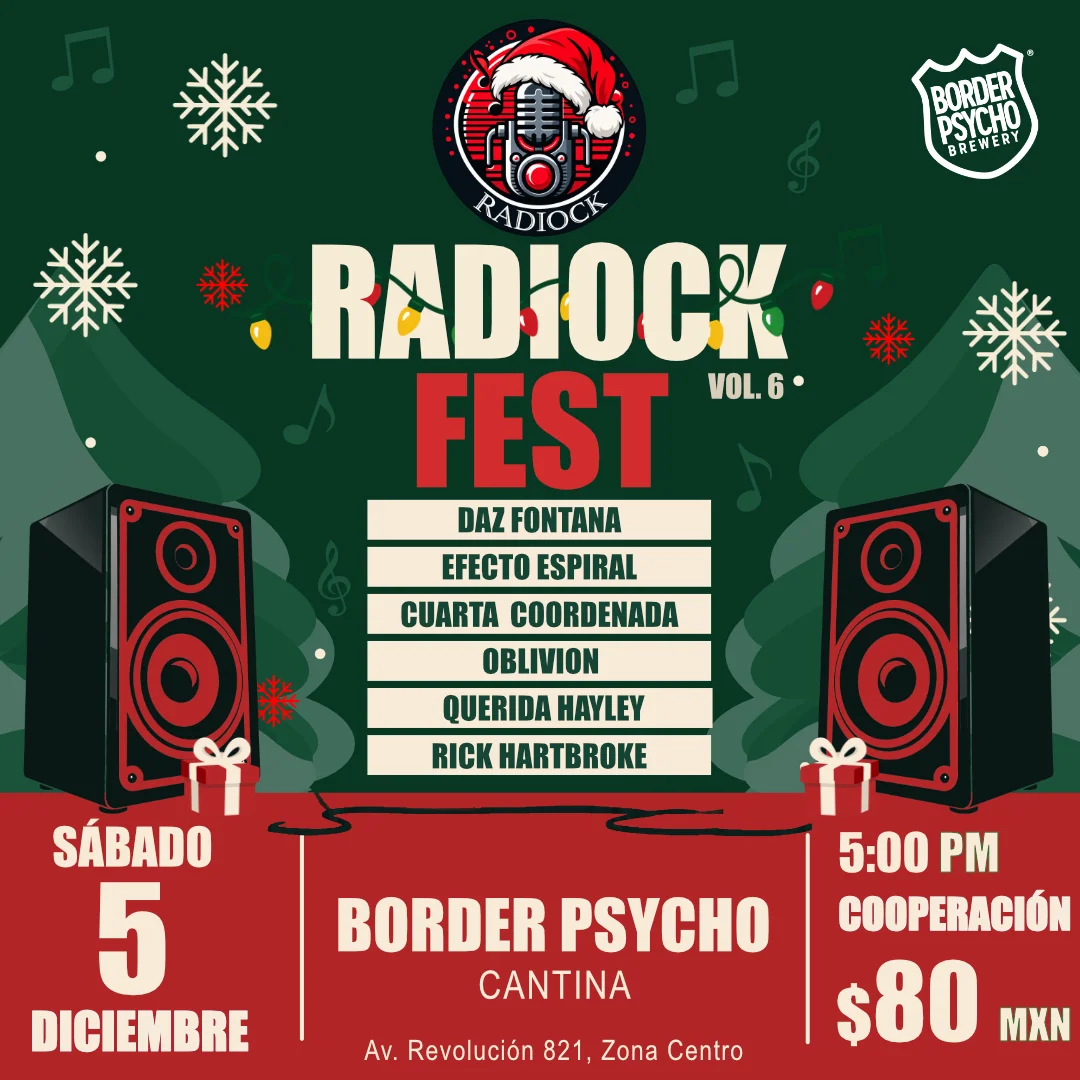 RADIOCK
BORDER
PSYCHO
BREWERY
®
RADIOCK
FEST
VOL. 6
DAZ FONTANA
EFECTO ESPIRAL
CUARTA COORDENADA
OBLIVION
QUERIDA HAYLEY
RICK HARTBROKE
SÁBADO
5
DICIEMBRE
BORDER PSYCHO
CANTINA
Av. Revolución 821, Zona Centro
5:00 PM
COOPERACIÓN
$80 MXN